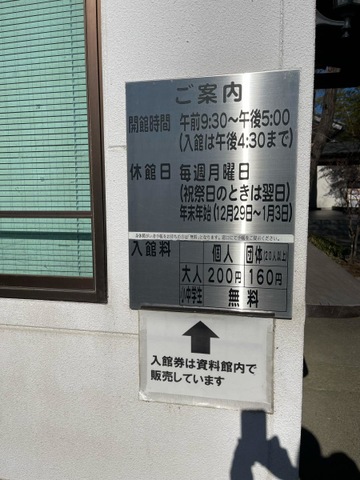 ご案内
開館時間 午前9:30〜午後5:00
(入館は午後4:30まで)
休館日 毎週月曜日
(祝祭日のときは翌日)
年末年始(12月29日〜1月3日)
入館料 個人 団体(20人以上)
大人 200円 160円
小中学生 無料
入館券は資料館内で
販売しています